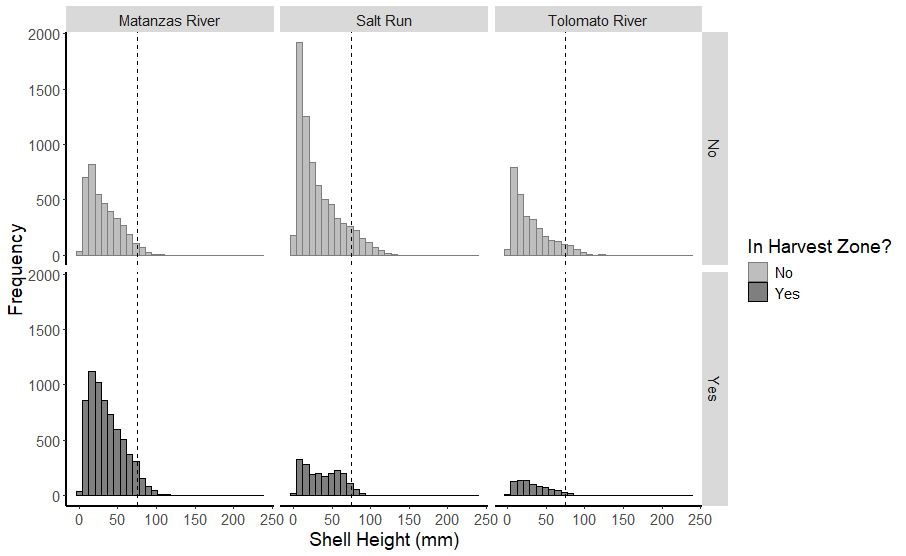 Matanzas River Salt Run Tolomato River
2000
1500
1000
500
0
No
2000
1500
1000
500
0
Yes
Frequency
0 50 100 150 200 250 0 50 100 150 200 250 0 50 100 150 200 250
Shell Height (mm)
In Harvest Zone?
No
Yes